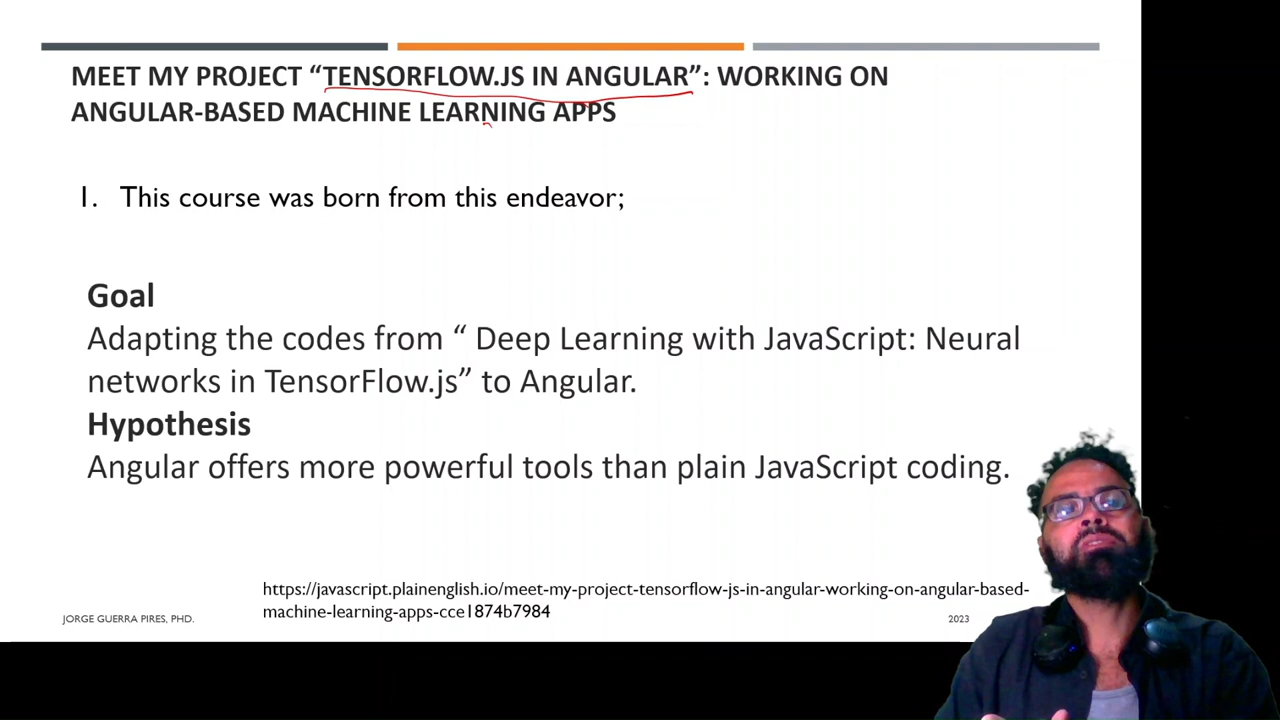 MEET MY PROJECT “TENSORFLOW.JS IN ANGULAR”: WORKING ON
ANGULAR-BASED MACHINE LEARNING APPS
1. This course was born from this endeavor;
Goal
Adapting the codes from “ Deep Learning with JavaScript: Neural
networks in TensorFlow.js” to Angular.
Hypothesis
Angular offers more powerful tools than plain JavaScript coding.
https://javascript.plainenglish.io/meet-my-project-tensorflow-js-in-angular-working-on-angular-based-
machine-learning-apps-cce1874b7984
JORGE GUERRA PIRES, PHD.
2023